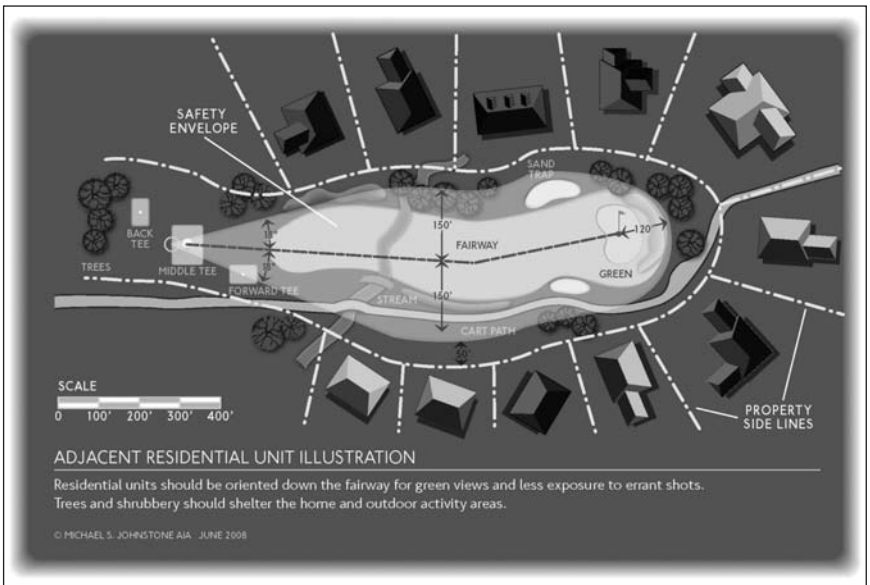 SAFETY
ENVELOPE
SAND
TRAP
BACK
TEE
TREES
MIDDLE TEE
FORWARD TEE
150'
150'
FAIRWAY
120
GREEN
STREAM
CART PATH
50'
SCALE
0 100' 200' 300' 400'
PROPERTY
SIDE LINES
ADJACENT RESIDENTIAL UNIT ILLUSTRATION
Residential units should be oriented down the fairway for green views and less exposure to errant shots.
Trees and shrubbery should shelter the home and outdoor activity areas.
© MICHAEL S. JOHNSTONE AIA JUNE 2008